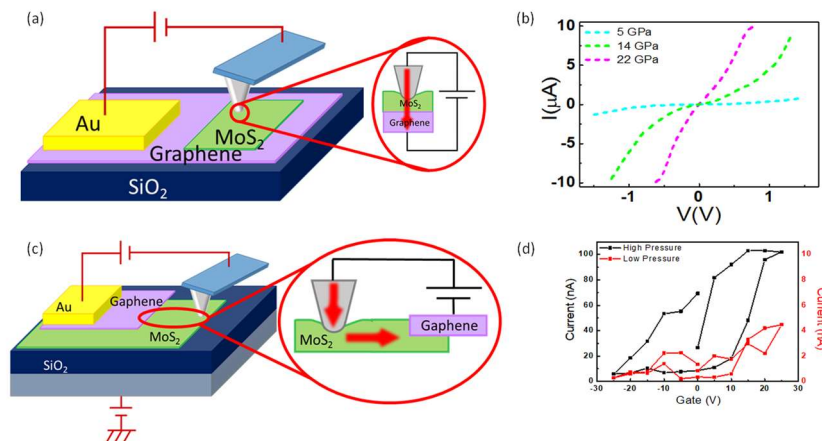 (a)
Au
MoS₂
Graphene
SiO₂
MoS₂
Graphene
(b)
5 GPa
14 GPa
22 GPa
I(μA)
10
5
0
-5
-10
-1
0
1
V(V)
(c)
Au
Gaphene
MoS₂
SiO₂
MoS₂
Gaphene
(d)
High Pressure
Low Pressure
Current (nA)
100
80
60
40
20
0
10
8
6
4
2
0
-30
-20
-10
0
10
20
30
Gate (V)